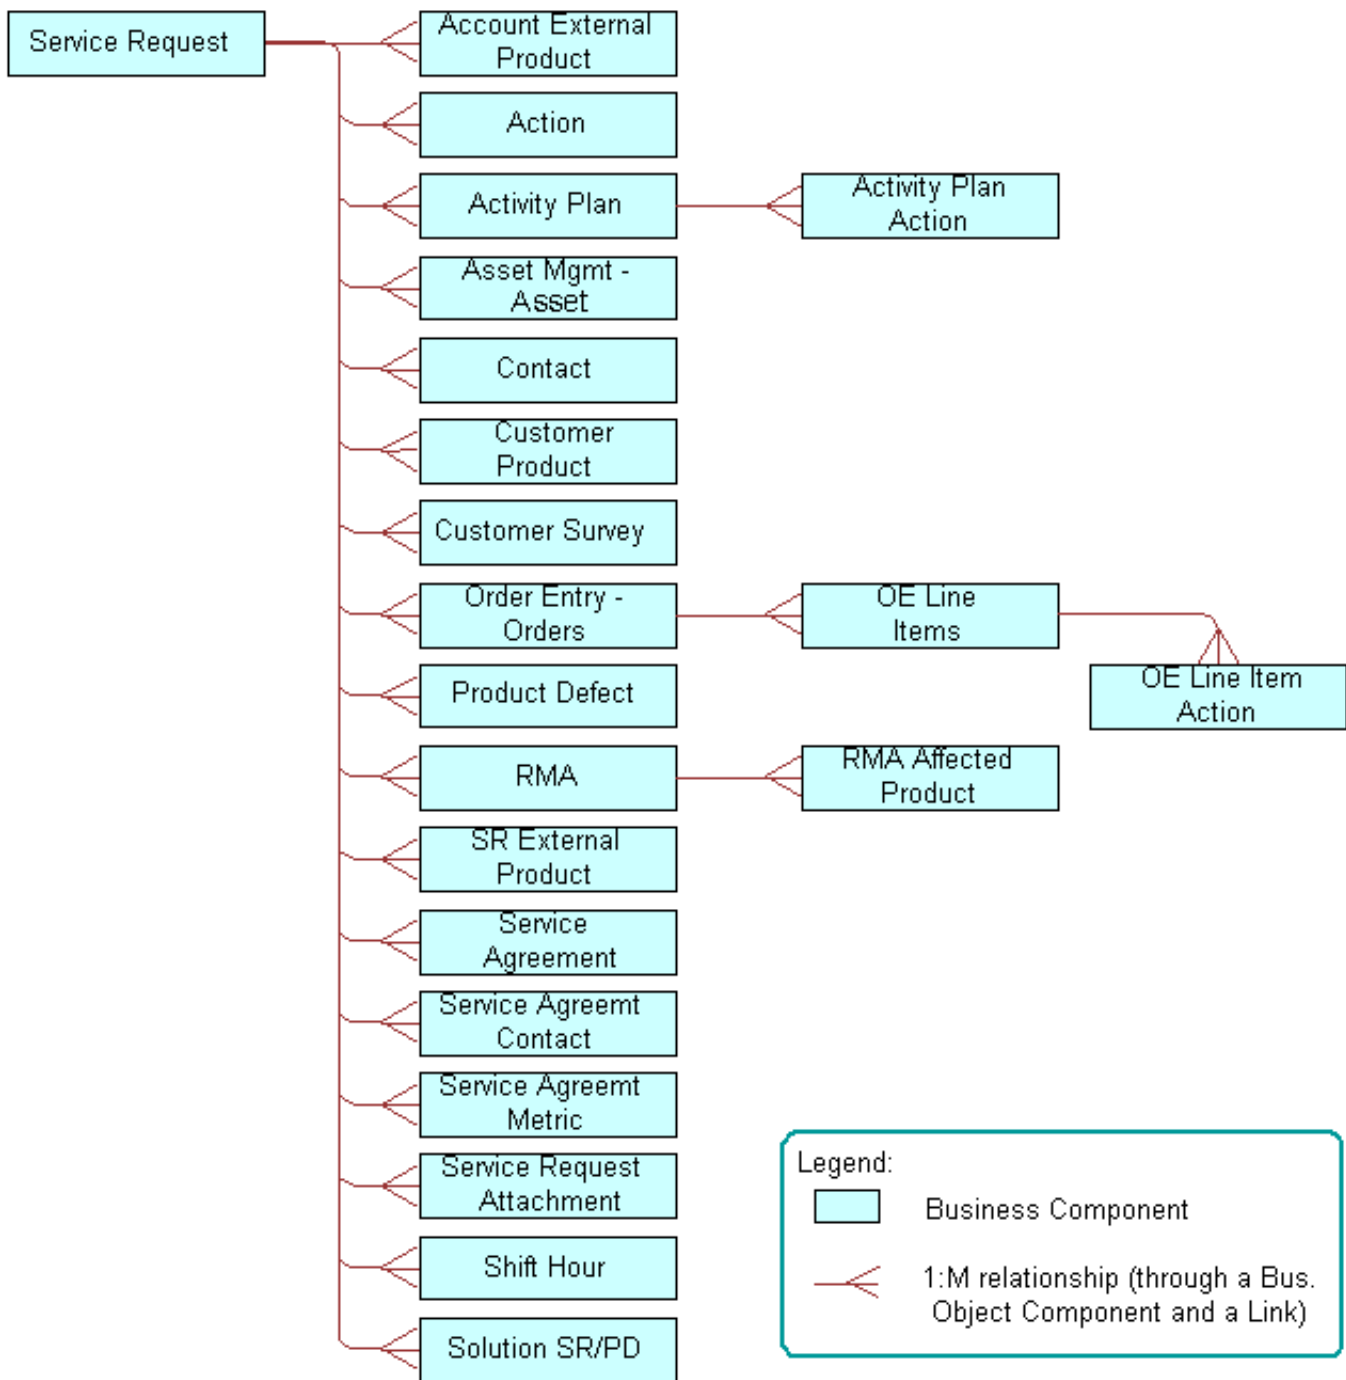 Service Request
Account External
Product
Action
Activity Plan
Activity Plan
Action
Asset Mgmt -
Asset
Contact
Customer
Product
Customer Survey
Order Entry -
Orders
OE Line
Items
OE Line Item
Action
Product Defect
RMA
RMA Affected
Product
SR External
Product
Service
Agreement
Service Agreemt
Contact
Service Agreemt
Metric
Service Request
Attachment
Shift Hour
Solution SR/PD
Legend:
Business Component
1:M relationship (through a Bus.
Object Component and a Link)